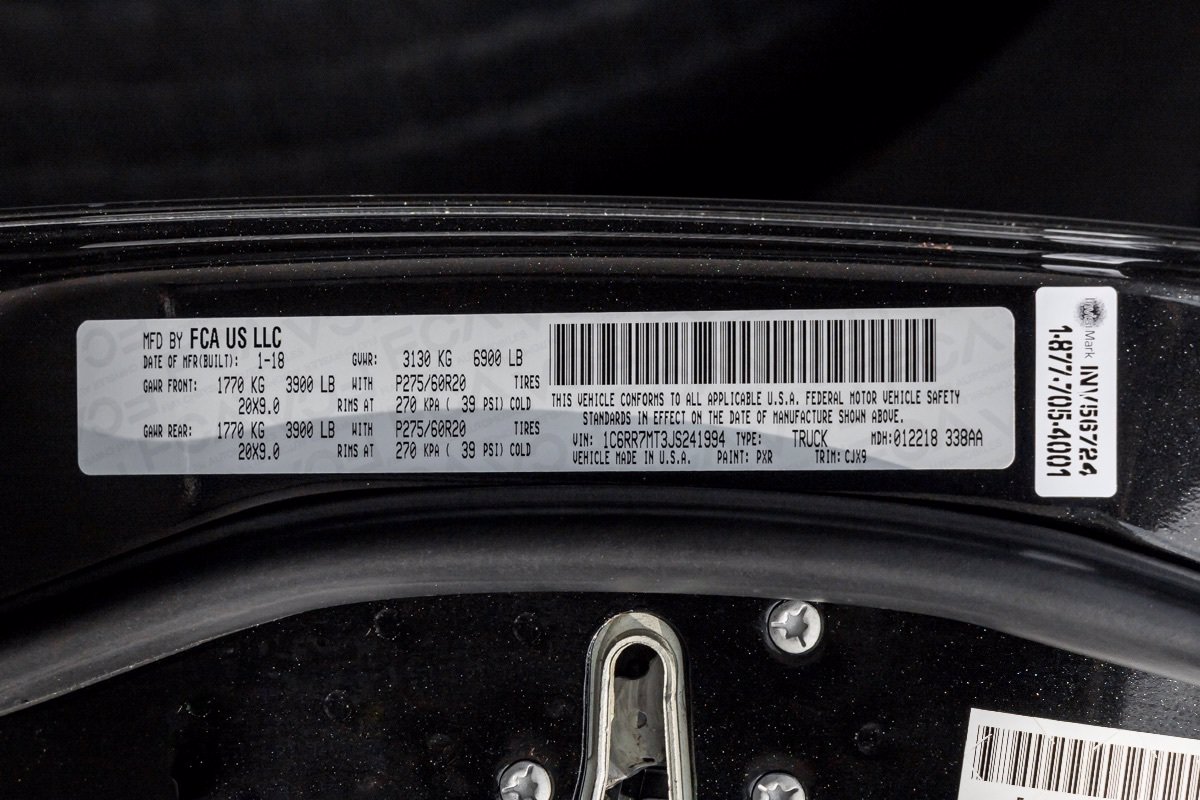 MFD BY FCA US LLC
DATE OF MFR(BUILT): 1-18 GVWR: 3130 KG 6900 LB
GAWR FRONT: 1770 KG 3900 LB WITH P275/60R20 TIRES
20X9.0 RIMS AT 270 KPA ( 39 PSI) COLD
GAWR REAR: 1770 KG 3900 LB WITH P275/60R20 TIRES
20X9.0 RIMS AT 270 KPA ( 39 PSI) COLD
THIS VEHICLE CONFORMS TO ALL APPLICABLE U.S.A. FEDERAL MOTOR VEHICLE SAFETY
STANDARDS IN EFFECT ON THE DATE OF MANUFACTURE SHOWN ABOVE.
VIN: 1C6RR7MT3JS241994 TYPE: TRUCK MDH:012218 338AA
VEHICLE MADE IN U.S.A. PAINT: PXR TRIM: CJX9
Mark INV156724
1-877-705-4001